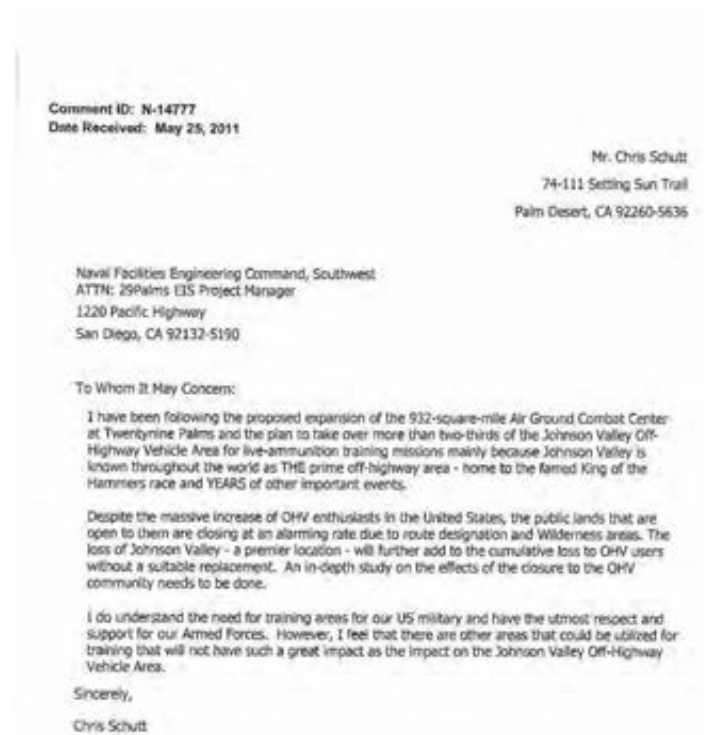 Comment ID: N-14777
Date Received: May 25, 2011
Mr. Chris Schutt
74-111 Setting Sun Trail
Palm Desert, CA 92260-5636
Naval Facilities Engineering Command, Southwest
ATTN: 29Palms EIS Project Manager
1220 Pacific Highway
San Diego, CA 92132-5190
To Whom It May Concern:
I have been following the proposed expansion of the 932-square-mile Air Ground Combat Center
at Twentynine Palms and the plan to take over more than two-thirds of the Johnson Valley Off-
Highway Vehicle Area for live-ammunition training missions mainly because Johnson Valley is
known throughout the world as THE prime off-highway area - home to the famed King of the
Hammers race and YEARS of other important events.
Despite the massive increase of OHV enthusiasts in the United States, the public lands that are
open to them are closing at an alarming rate due to route designation and Wilderness areas. The
loss of Johnson Valley - a premier location - will further add to the cumulative loss to OHV users
without a suitable replacement. An in-depth study on the effects of the closure to the OHV
community needs to be done.
I do understand the need for training areas for our US military and have the utmost respect and
support for our Armed Forces. However, I feel that there are other areas that could be utilized for
training that will not have such a great impact as the impact on the Johnson Valley Off-Highway
Vehicle Area.
Sincerely,
Chris Schutt